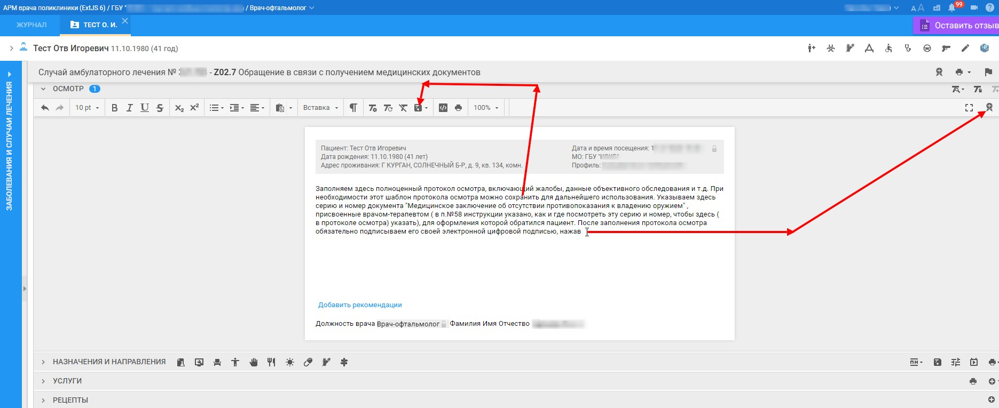 АРМ врача поликлиники (ExtJS 6) / ГБУ " / Врач-офтальмолог
AA 99
ЖУРНАЛ ТЕСТ О. И.
Оставить отзыв
Тест Отв Игоревич 11.10.1980 (41 год)
ЗАБОЛЕВАНИЯ И СЛУЧАИ ЛЕЧЕНИЯ
Случай амбулаторного лечения № - Z02.7 Обращение в связи с получением медицинских документов
ОСМОТР 1
10 pt B I U S X₂ X² Вставка 100%
Пациент: Тест Отв Игоревич
Дата рождения: 11.10.1980 (41 лет)
Адрес проживания: Г КУРГАН, СОЛНЕЧНЫЙ Б-Р, д. 9, кв. 134, комн.
Дата и время посещения: 1
МО: ГБУ "
Профиль:
Заполняем здесь полноценный протокол осмотра, включающий жалобы, данные объективного обследования и т.д. При
необходимости этот шаблон протокола осмотра можно сохранить для дальнейшего использования. Указываем здесь
серию и номер документа "Медицинское заключение об отсутствии противопоказания к владению оружием" ,
присвоенные врачом-терапевтом ( в п.№58 инструкции указано, как и где посмотреть эту серию и номер, чтобы здесь (
в протоколе осмотра) указать), для оформления которой обратился пациент. После заполнения протокола осмотра
обязательно подписываем его своей электронной цифровой подписью, нажав
Добавить рекомендации
Должность врача Врач-офтальмолог Фамилия Имя Отчество
НАЗНАЧЕНИЯ И НАПРАВЛЕНИЯ
ПН
УСЛУГИ
РЕЦЕПТЫ